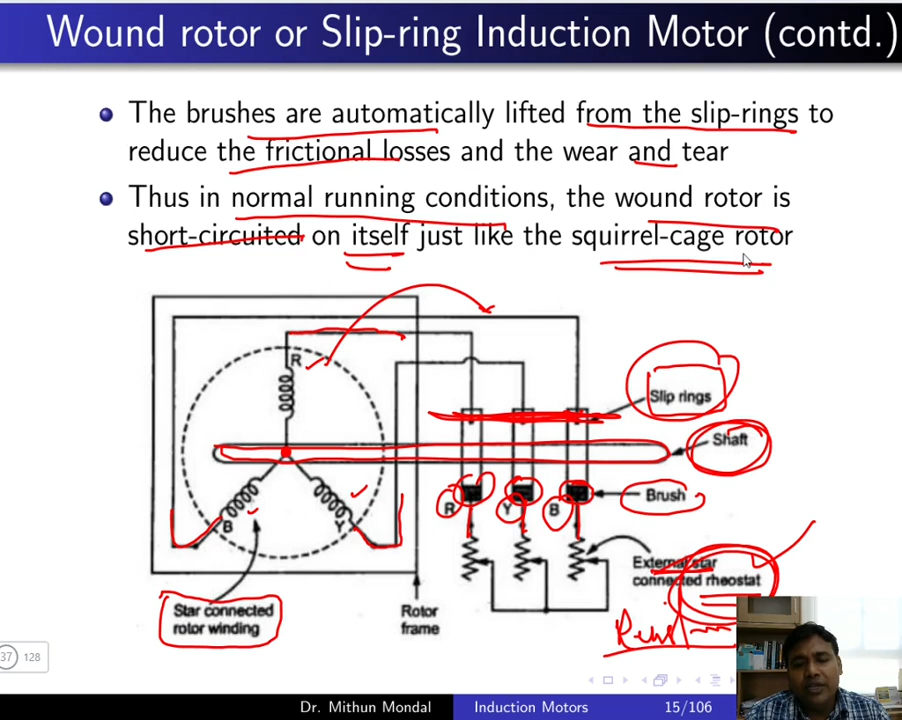 Wound rotor or Slip-ring Induction Motor (contd.)
The brushes are automatically lifted from the slip-rings to
reduce the frictional losses and the wear and tear
Thus in normal running conditions, the wound rotor is
short-circuited on itself just like the squirrel-cage rotor
R
Slip rings
Shaft
Brush
R Y B
B Y
External star
connected rheostat
Star connected
rotor winding
Rotor
frame
37 128
Dr. Mithun Mondal Induction Motors 15/106